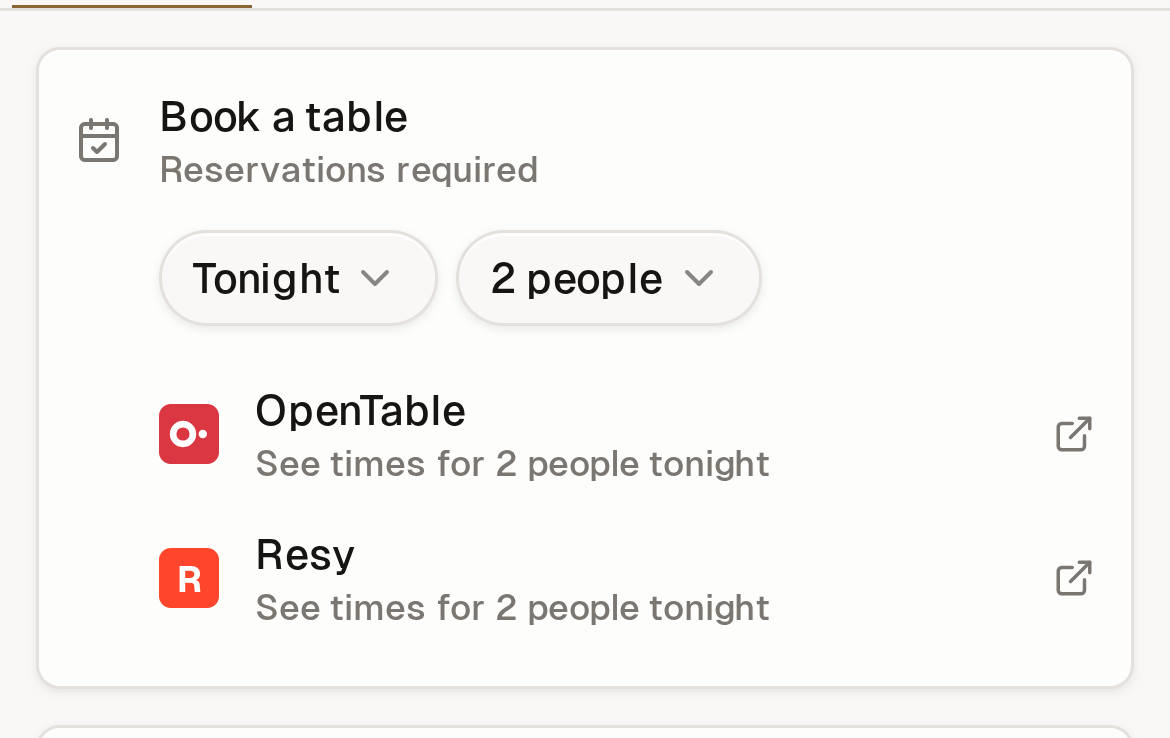 Book a table
Reservations required
Tonight
2 people
OpenTable
See times for 2 people tonight
R
Resy
See times for 2 people tonight